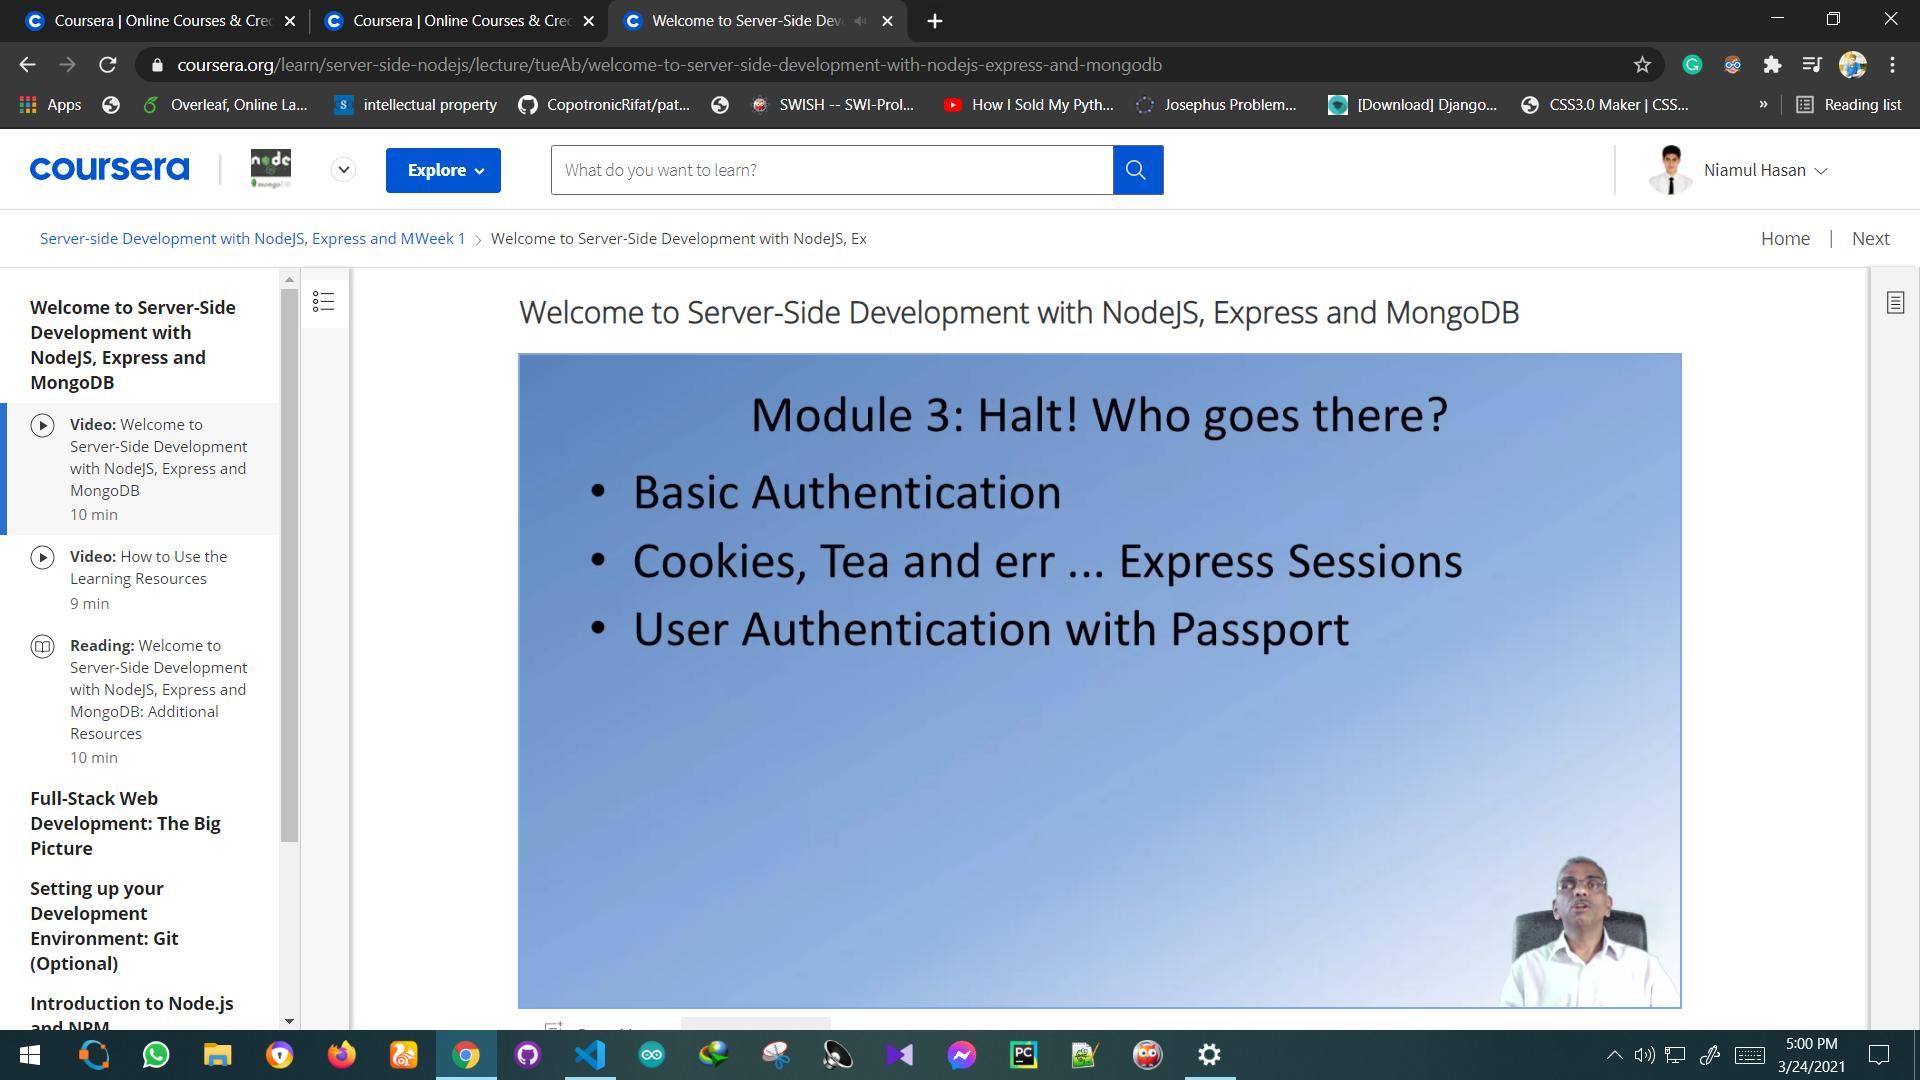 Coursera | Online Courses & Cre
Coursera | Online Courses & Cre
Welcome to Server-Side Dev
coursera.org/learn/server-side-nodejs/lecture/tueAb/welcome-to-server-side-development-with-nodejs-express-and-mongodb
Apps
Overleaf, Online La...
intellectual property
CopotronicRifat/pat...
SWISH -- SWI-Prol...
How I Sold My Pyth...
Josephus Problem...
[Download] Django...
CSS3.0 Maker | CSS...
»
Reading list
coursera
node
mongoDB
Explore
What do you want to learn?
Niamul Hasan
Server-side Development with NodeJS, Express and MWeek 1
Welcome to Server-Side Development with NodeJS, Ex
Home | Next
Welcome to Server-Side
Development with
NodeJS, Express and
MongoDB
Video: Welcome to
Server-Side Development
with NodeJS, Express and
MongoDB
10 min
Video: How to Use the
Learning Resources
9 min
Reading: Welcome to
Server-Side Development
with NodeJS, Express and
MongoDB: Additional
Resources
10 min
Full-Stack Web
Development: The Big
Picture
Setting up your
Development
Environment: Git
(Optional)
Introduction to Node.js
and NPM
Welcome to Server-Side Development with NodeJS, Express and MongoDB
Module 3: Halt! Who goes there?
• Basic Authentication
• Cookies, Tea and err ... Express Sessions
• User Authentication with Passport
PC
5:00 PM
3/24/2021